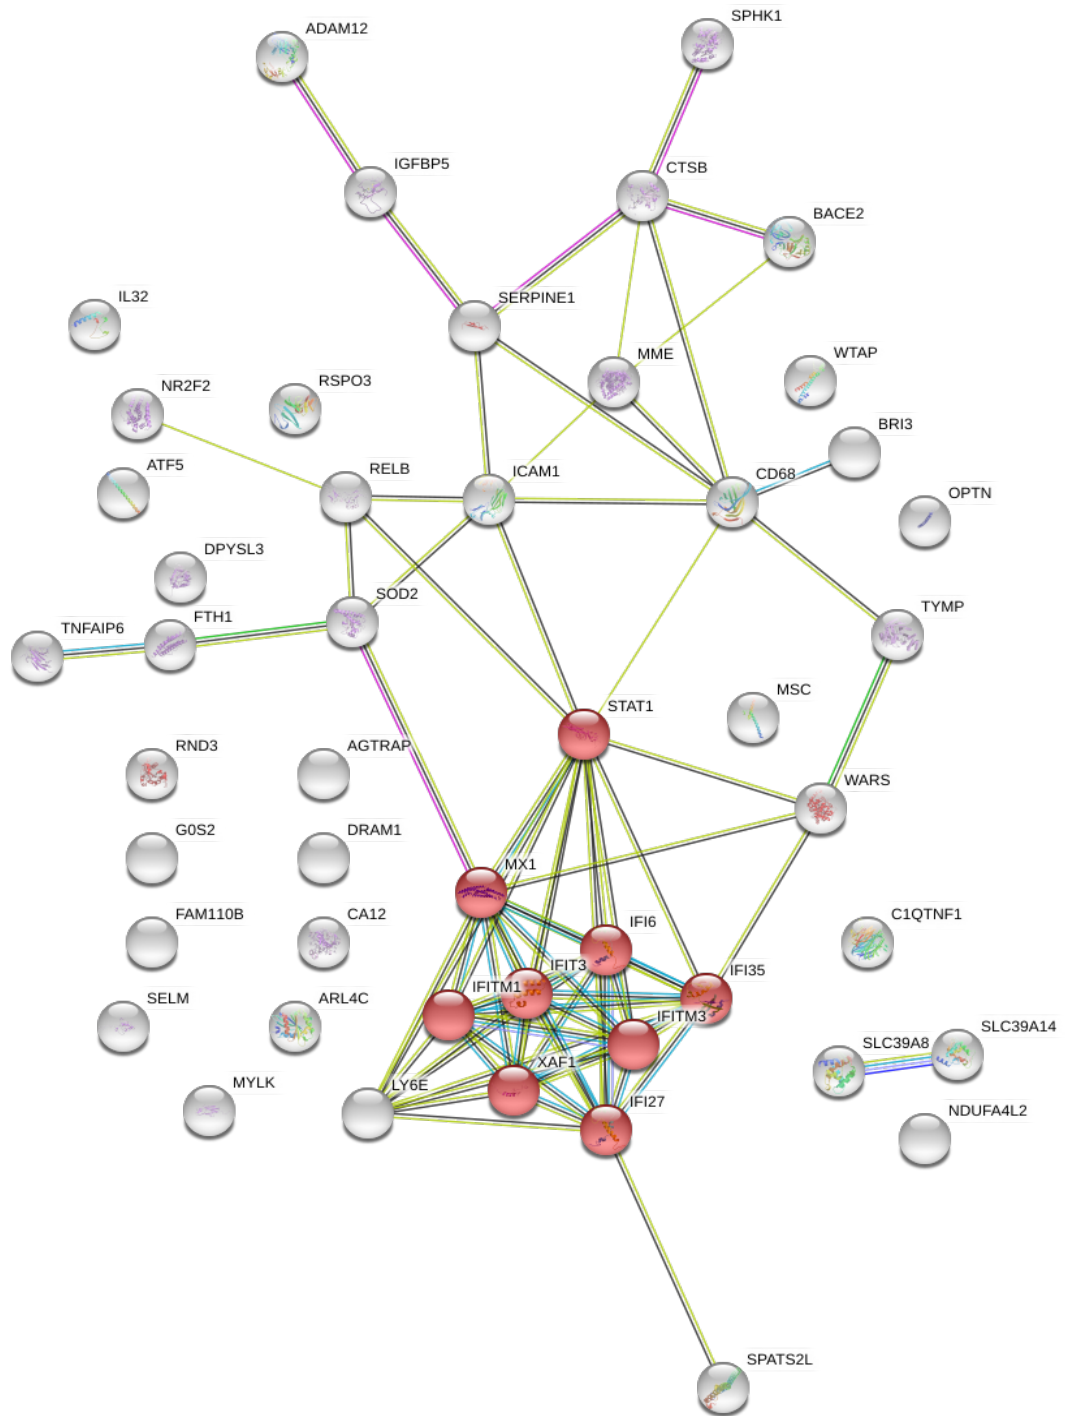 SPHK1
ADAM12
IGFBP5
CTSB
BACE2
IL32
SERPINE1
MME
WTAP
NR2F2
RSPO3
BRI3
ATF5
RELB
ICAM1
CD68
OPTN
DPYSL3
SOD2
TYMP
TNFAIP6
FTH1
MSC
STAT1
RND3
AGTRAP
WARS
G0S2
DRAM1
MX1
FAM110B
CA12
IFI6
C1QTNF1
IFIT3
IFI35
SELM
ARL4C
IFITM1
IFITM3
SLC39A14
SLC39A8
XAF1
MYLK
LY6E
IFI27
NDUFA4L2
SPATS2L